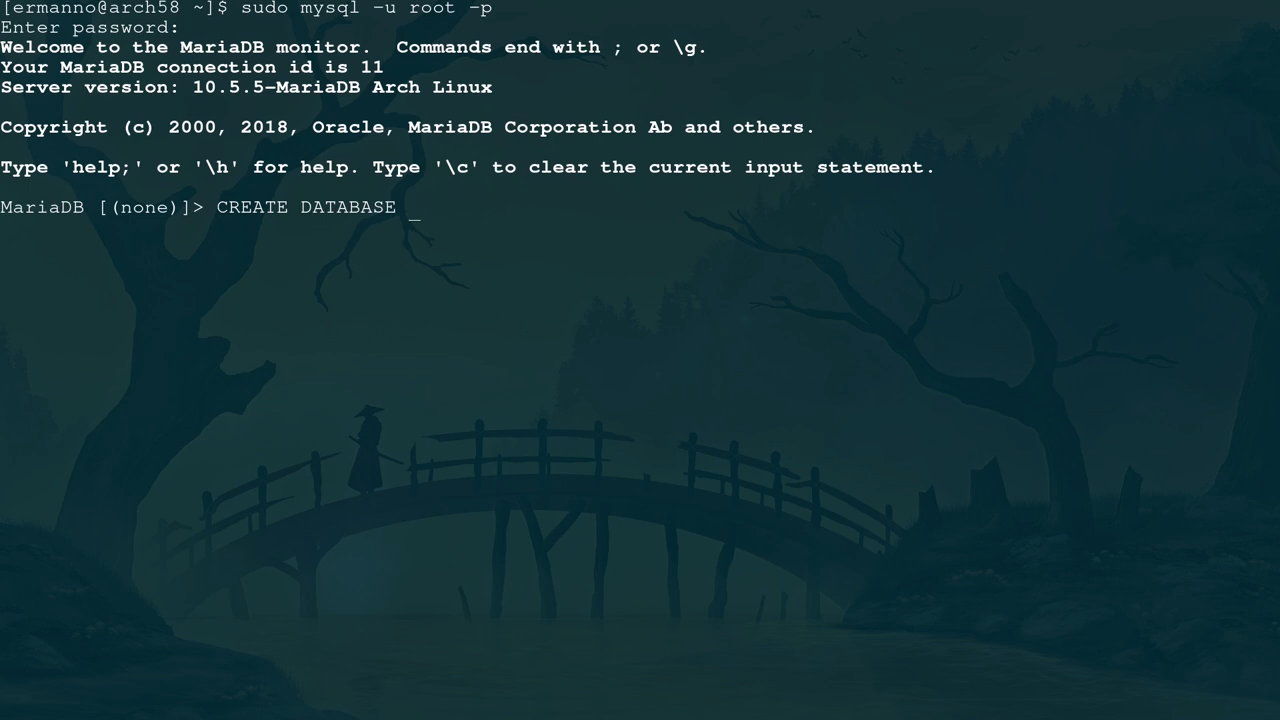 [ermanno@arch58 ~]$ sudo mysql -u root -p
Enter password:
Welcome to the MariaDB monitor.  Commands end with ; or \g.
Your MariaDB connection id is 11
Server version: 10.5.5-MariaDB Arch Linux
Copyright (c) 2000, 2018, Oracle, MariaDB Corporation Ab and others.
Type 'help;' or '\h' for help. Type '\c' to clear the current input statement.
MariaDB [(none)]> CREATE DATABASE _